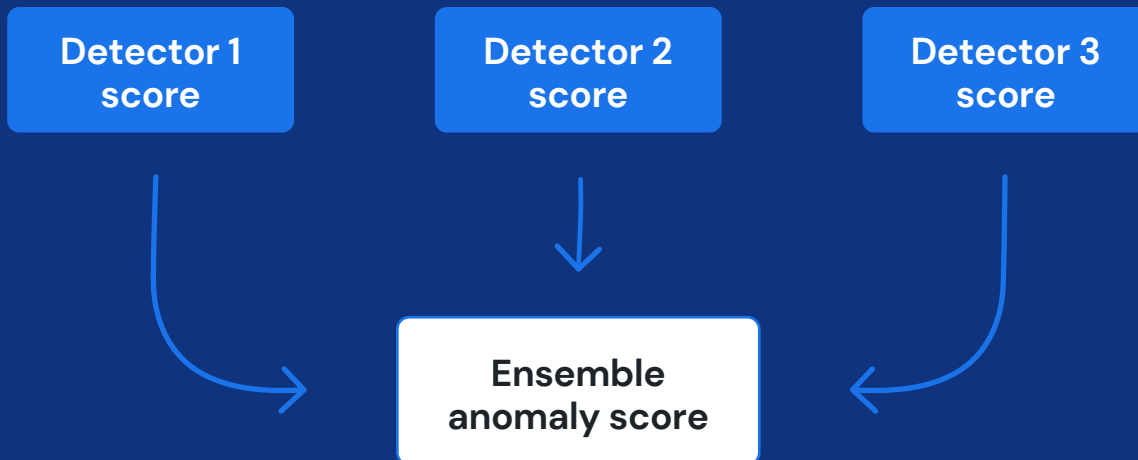 Detector 1
score
Detector 2
score
Detector 3
score
Ensemble
anomaly score